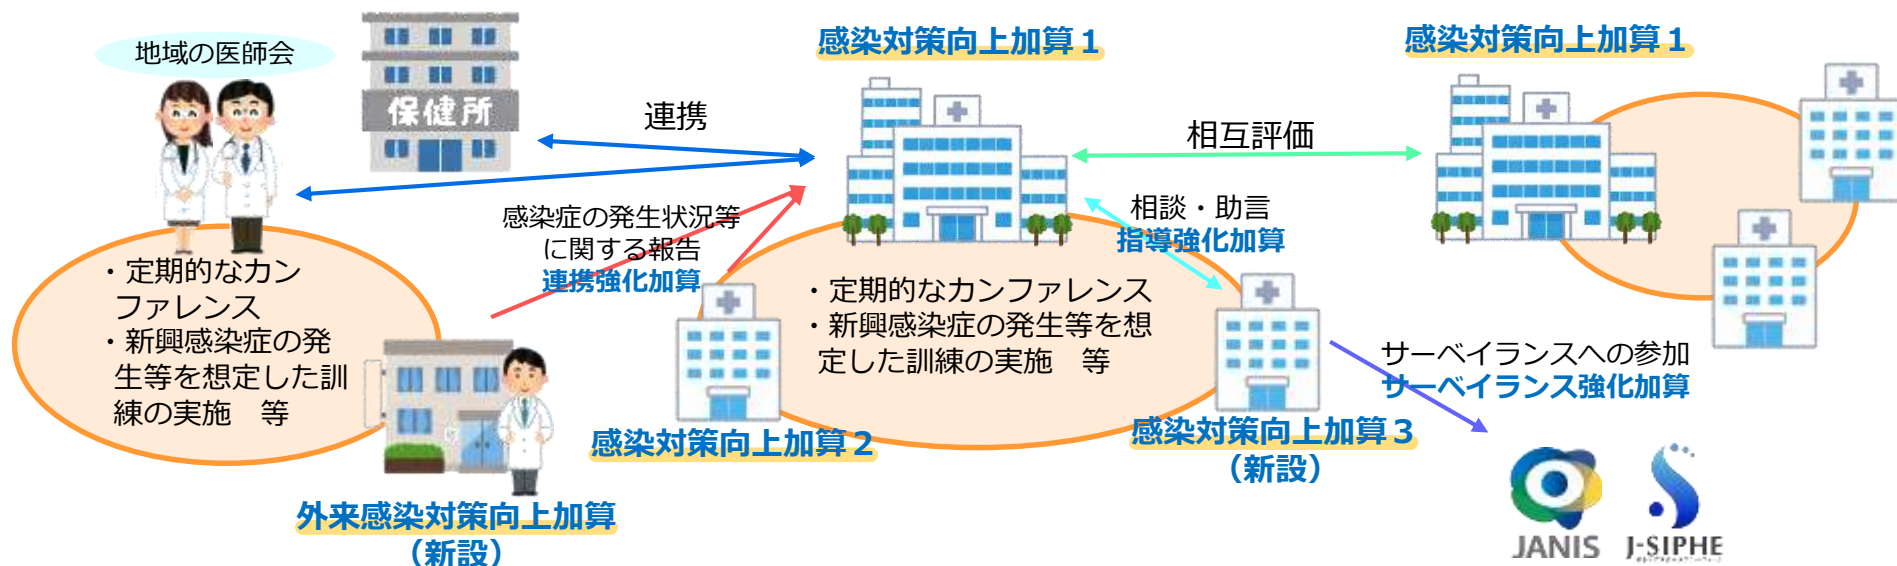 地域の医師会
保健所
連携
感染対策向上加算１
相互評価
感染対策向上加算１
感染症の発生状況等
に関する報告
連携強化加算
相談・助言
指導強化加算
・定期的なカン
ファレンス
・新興感染症の発
生等を想定した訓
練の実施　等
・定期的なカンファレンス
・新興感染症の発生等を想
定した訓練の実施　等
サーベイランスへの参加
サーベイランス強化加算
感染対策向上加算２
感染対策向上加算３
（新設）
外来感染対策向上加算
（新設）
JANIS
J-SIPHE